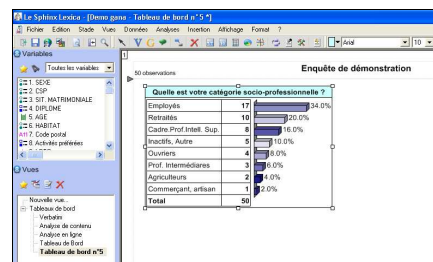 Le Sphinx Lexica - [Demo gana - Tableau de bord n°5 *]
Fichier Edition Stade Vues Données Analyses Insertion Affichage Format ?
Arial 10
Variables
Toutes les variables
1. SEXE
2. CSP
3. SIT. MATRIMONIALE
4. DIPLOME
5. AGE
6. HABITAT
7. Code postal
8. Activités préférées
Vues
Nouvelle vue...
Tableaux de bord
Verbatim
Analyse de contenu
Analyse en ligne
Tableau de Bord
Tableau de bord n°5
1
50 observations
Enquête de démonstration
Quelle est votre catégorie socio-professionnelle ?
Employés 17 34.0%
Retraités 10 20.0%
Cadre.Prof.Intell. Sup. 8 16.0%
Inactifs, Autre 5 10.0%
Ouvriers 4 8.0%
Prof. Intermédiaires 3 6.0%
Agriculteurs 2 4.0%
Commerçant, artisan 1 2.0%
Total 50